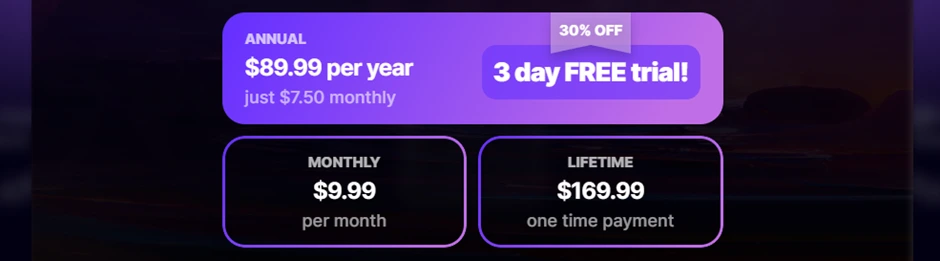 ANNUAL
$89.99 per year
just $7.50 monthly
30% OFF
3 day FREE trial!
MONTHLY
$9.99
per month
LIFETIME
$169.99
one time payment